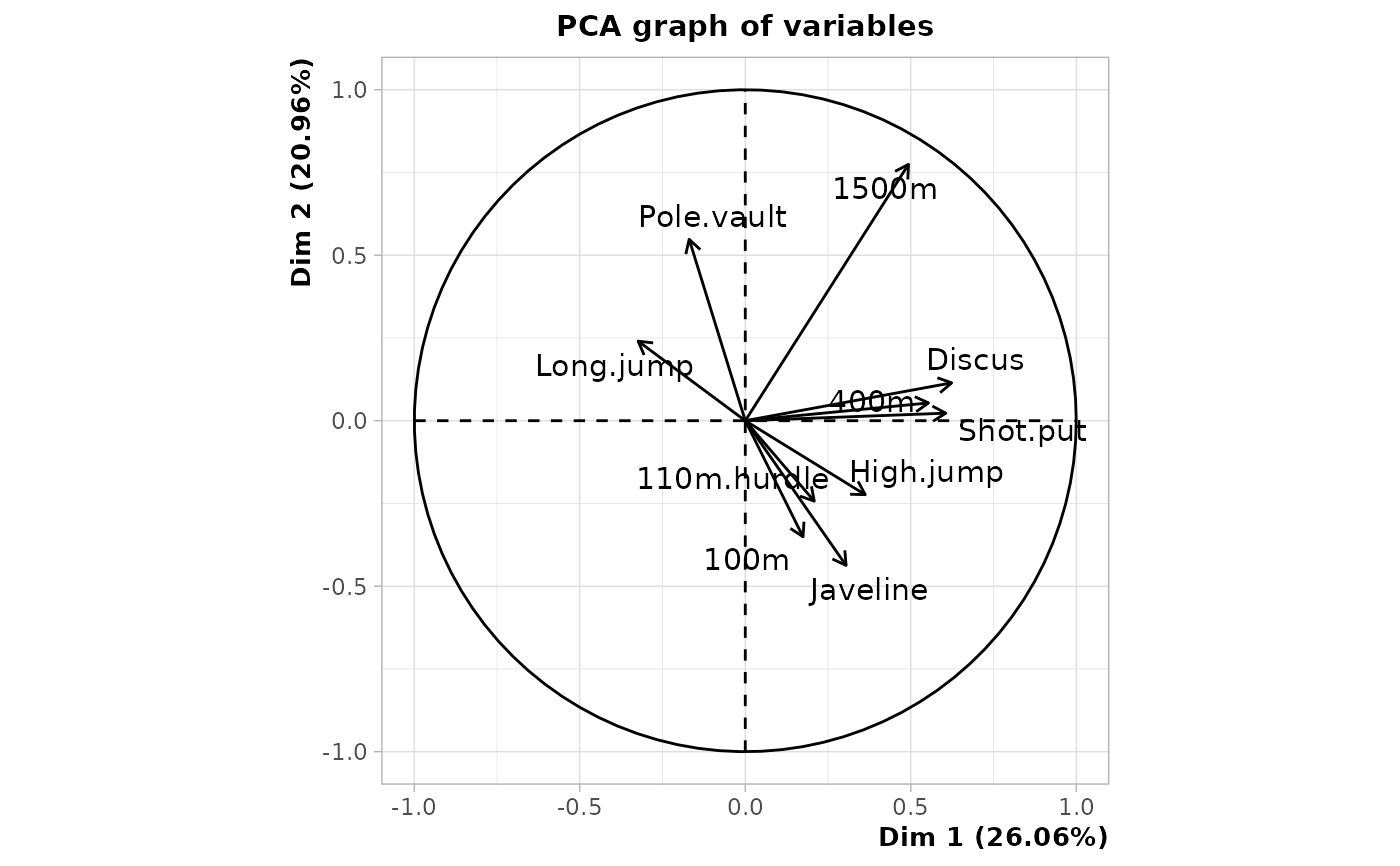 PCA graph of variables
Dim 2 (20.96%)
1.0
0.5
0.0
-0.5
-1.0
1500m
Pole.vault
Long.jump
Discus
400m
Shot.put
High.jump
110m.hurdle
100m
Javeline
-1.0
-0.5
0.0
0.5
1.0
Dim 1 (26.06%)